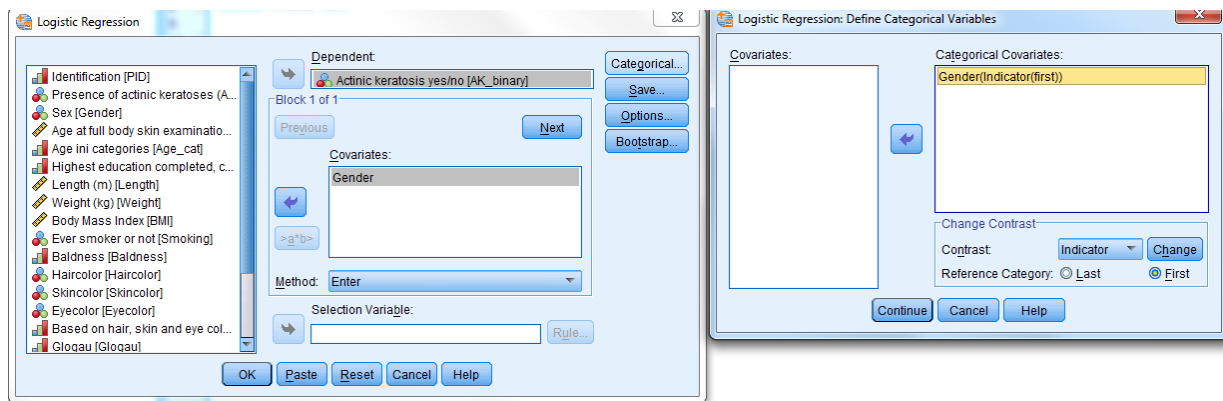 Logistic Regression
Identification [PID]
Presence of actinic keratoses (A...
Sex [Gender]
Age at full body skin examinatio...
Age ini categories [Age_cat]
Highest education completed, c...
Length (m) [Length]
Weight (kg) [Weight]
Body Mass Index [BMI]
Ever smoker or not [Smoking]
Baldness [Baldness]
Haircolor [Haircolor]
Skincolor [Skincolor]
Eyecolor [Eyecolor]
Based on hair, skin and eye col...
Glogau [Glogau]
Dependent:
Actinic keratosis yes/no [AK_binary]
Block 1 of 1
Previous
Next
Covariates:
Gender
>a*b>
Method:
Enter
Selection Variable:
Rule...
Categorical...
Save...
Options...
Bootstrap...
OK
Paste
Reset
Cancel
Help
Logistic Regression: Define Categorical Variables
Covariates:
Categorical Covariates:
Gender(Indicator(first))
Change Contrast
Contrast:
Indicator
Change
Reference Category:
Last
First
Continue
Cancel
Help